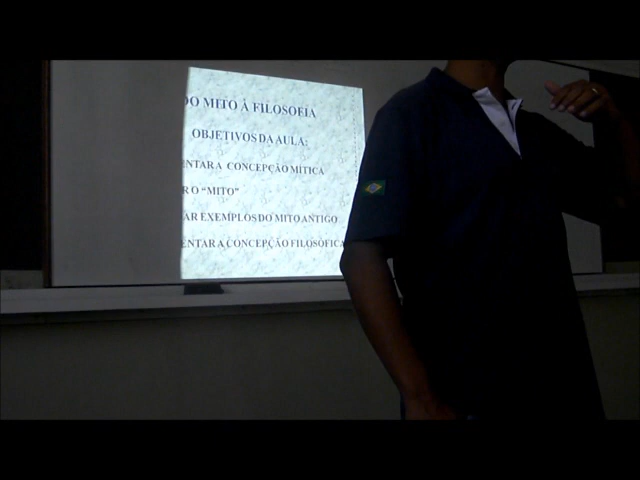 DO MITO À FILOSOFIA
OBJETIVOS DA AULA:
ENTAR A CONCEPÇÃO MÍTICA
R O “MITO”
AR EXEMPLOS DO MITO ANTIGO
ENTAR A CONCEPÇÃO FILOSÓFICA